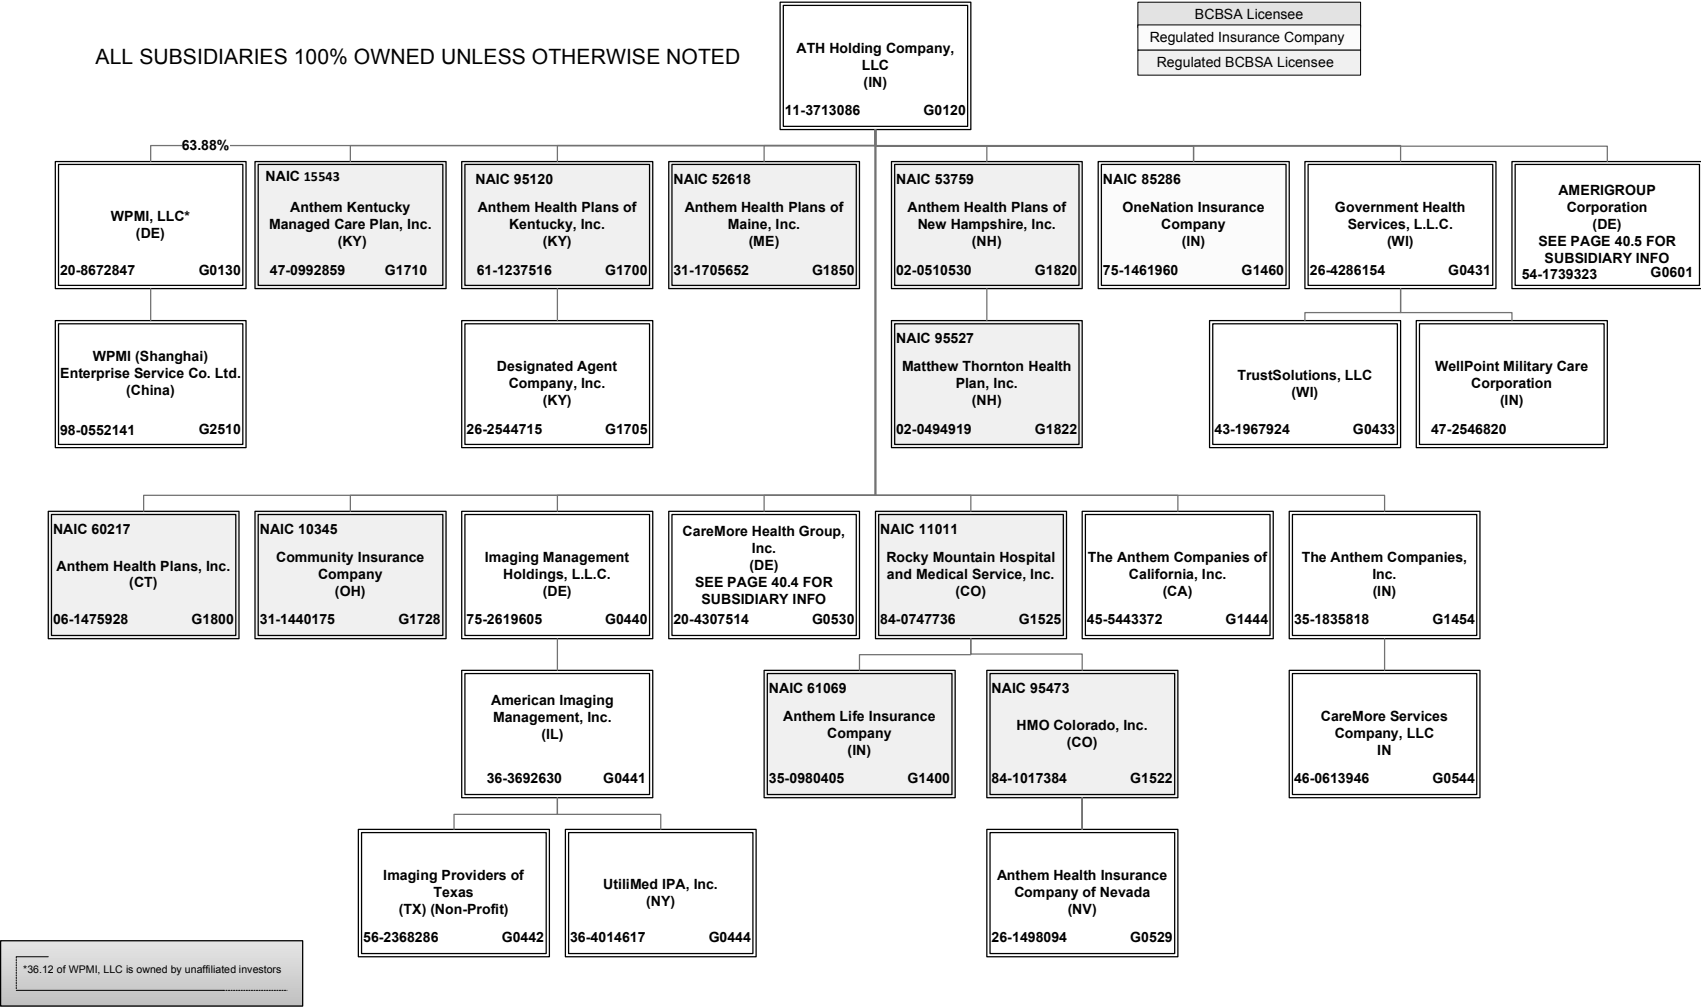 ALL SUBSIDIARIES 100% OWNED UNLESS OTHERWISE NOTED
ATH Holding Company,
LLC
(IN)
11-3713086 G0120
BCBSA Licensee
Regulated Insurance Company
Regulated BCBSA Licensee
63.88%
WPMI, LLC*
(DE)
20-8672847 G0130
NAIC 15543
Anthem Kentucky
Managed Care Plan, Inc.
(KY)
47-0992859 G1710
NAIC 95120
Anthem Health Plans of
Kentucky, Inc.
(KY)
61-1237516 G1700
NAIC 52618
Anthem Health Plans of
Maine, Inc.
(ME)
31-1705652 G1850
NAIC 53759
Anthem Health Plans of
New Hampshire, Inc.
(NH)
02-0510530 G1820
NAIC 85286
OneNation Insurance
Company
(IN)
75-1461960 G1460
Government Health
Services, L.L.C.
(WI)
26-4286154 G0431
AMERIGROUP
Corporation
(DE)
SEE PAGE 40.5 FOR
SUBSIDIARY INFO
54-1739323 G0601
WPMI (Shanghai)
Enterprise Service Co. Ltd.
(China)
98-0552141 G2510
Designated Agent
Company, Inc.
(KY)
26-2544715 G1705
NAIC 95527
Matthew Thornton Health
Plan, Inc.
(NH)
02-0494919 G1822
TrustSolutions, LLC
(WI)
43-1967924 G0433
WellPoint Military Care
Corporation
(IN)
47-2546820
NAIC 60217
Anthem Health Plans, Inc.
(CT)
06-1475928 G1800
NAIC 10345
Community Insurance
Company
(OH)
31-1440175 G1728
Imaging Management
Holdings, L.L.C.
(DE)
75-2619605 G0440
CareMore Health Group,
Inc.
(DE)
SEE PAGE 40.4 FOR
SUBSIDIARY INFO
20-4307514 G0530
NAIC 11011
Rocky Mountain Hospital
and Medical Service, Inc.
(CO)
84-0747736 G1525
The Anthem Companies of
California, Inc.
(CA)
45-5443372 G1444
The Anthem Companies,
Inc.
(IN)
35-1835818 G1454
American Imaging
Management, Inc.
(IL)
36-3692630 G0441
NAIC 61069
Anthem Life Insurance
Company
(IN)
35-0980405 G1400
NAIC 95473
HMO Colorado, Inc.
(CO)
84-1017384 G1522
CareMore Services
Company, LLC
IN
46-0613946 G0544
Imaging Providers of
Texas
(TX) (Non-Profit)
56-2368286 G0442
UtiliMed IPA, Inc.
(NY)
36-4014617 G0444
Anthem Health Insurance
Company of Nevada
(NV)
26-1498094 G0529
*36.12 of WPMI, LLC is owned by unaffiliated investors